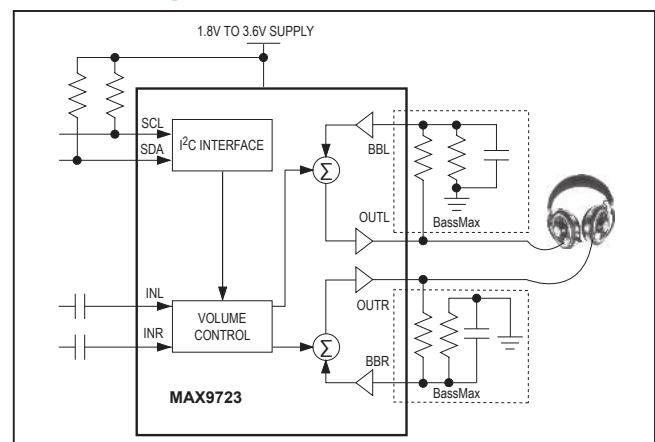 1.8V TO 3.6V SUPPLY
SCL
SDA
I²C INTERFACE
BBL
Σ
OUTL
BassMax
INL
INR
VOLUME
CONTROL
OUTR
Σ
BBR
BassMax
MAX9723